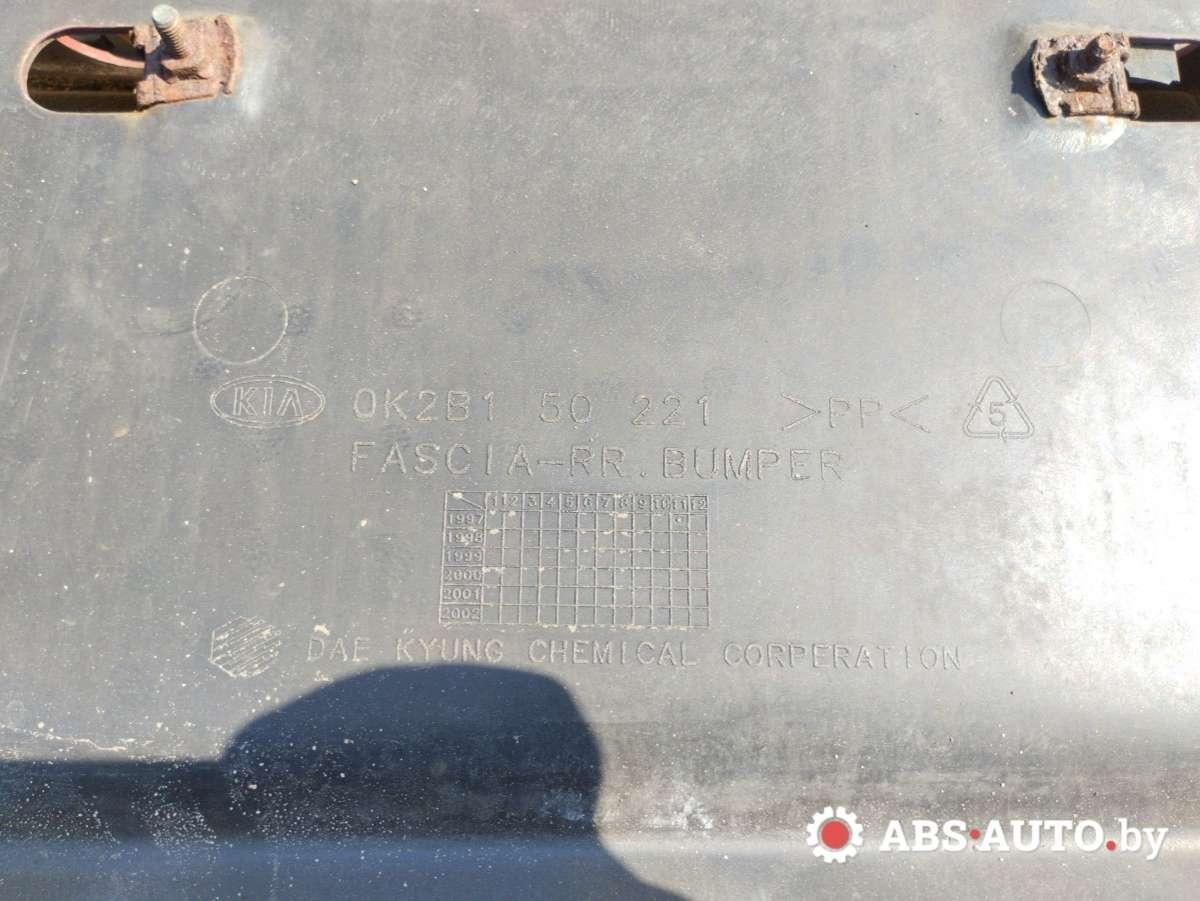 KIA 0K2B1 50 221 >PP< 5
FASCIA-RR.BUMPER
1 2 3 4 5 6 7 8 9 10 11 12
1997
1998
1999
2000
2001
2002
DAE KYUNG CHEMICAL CORPERATION
ABS•AUTO.by